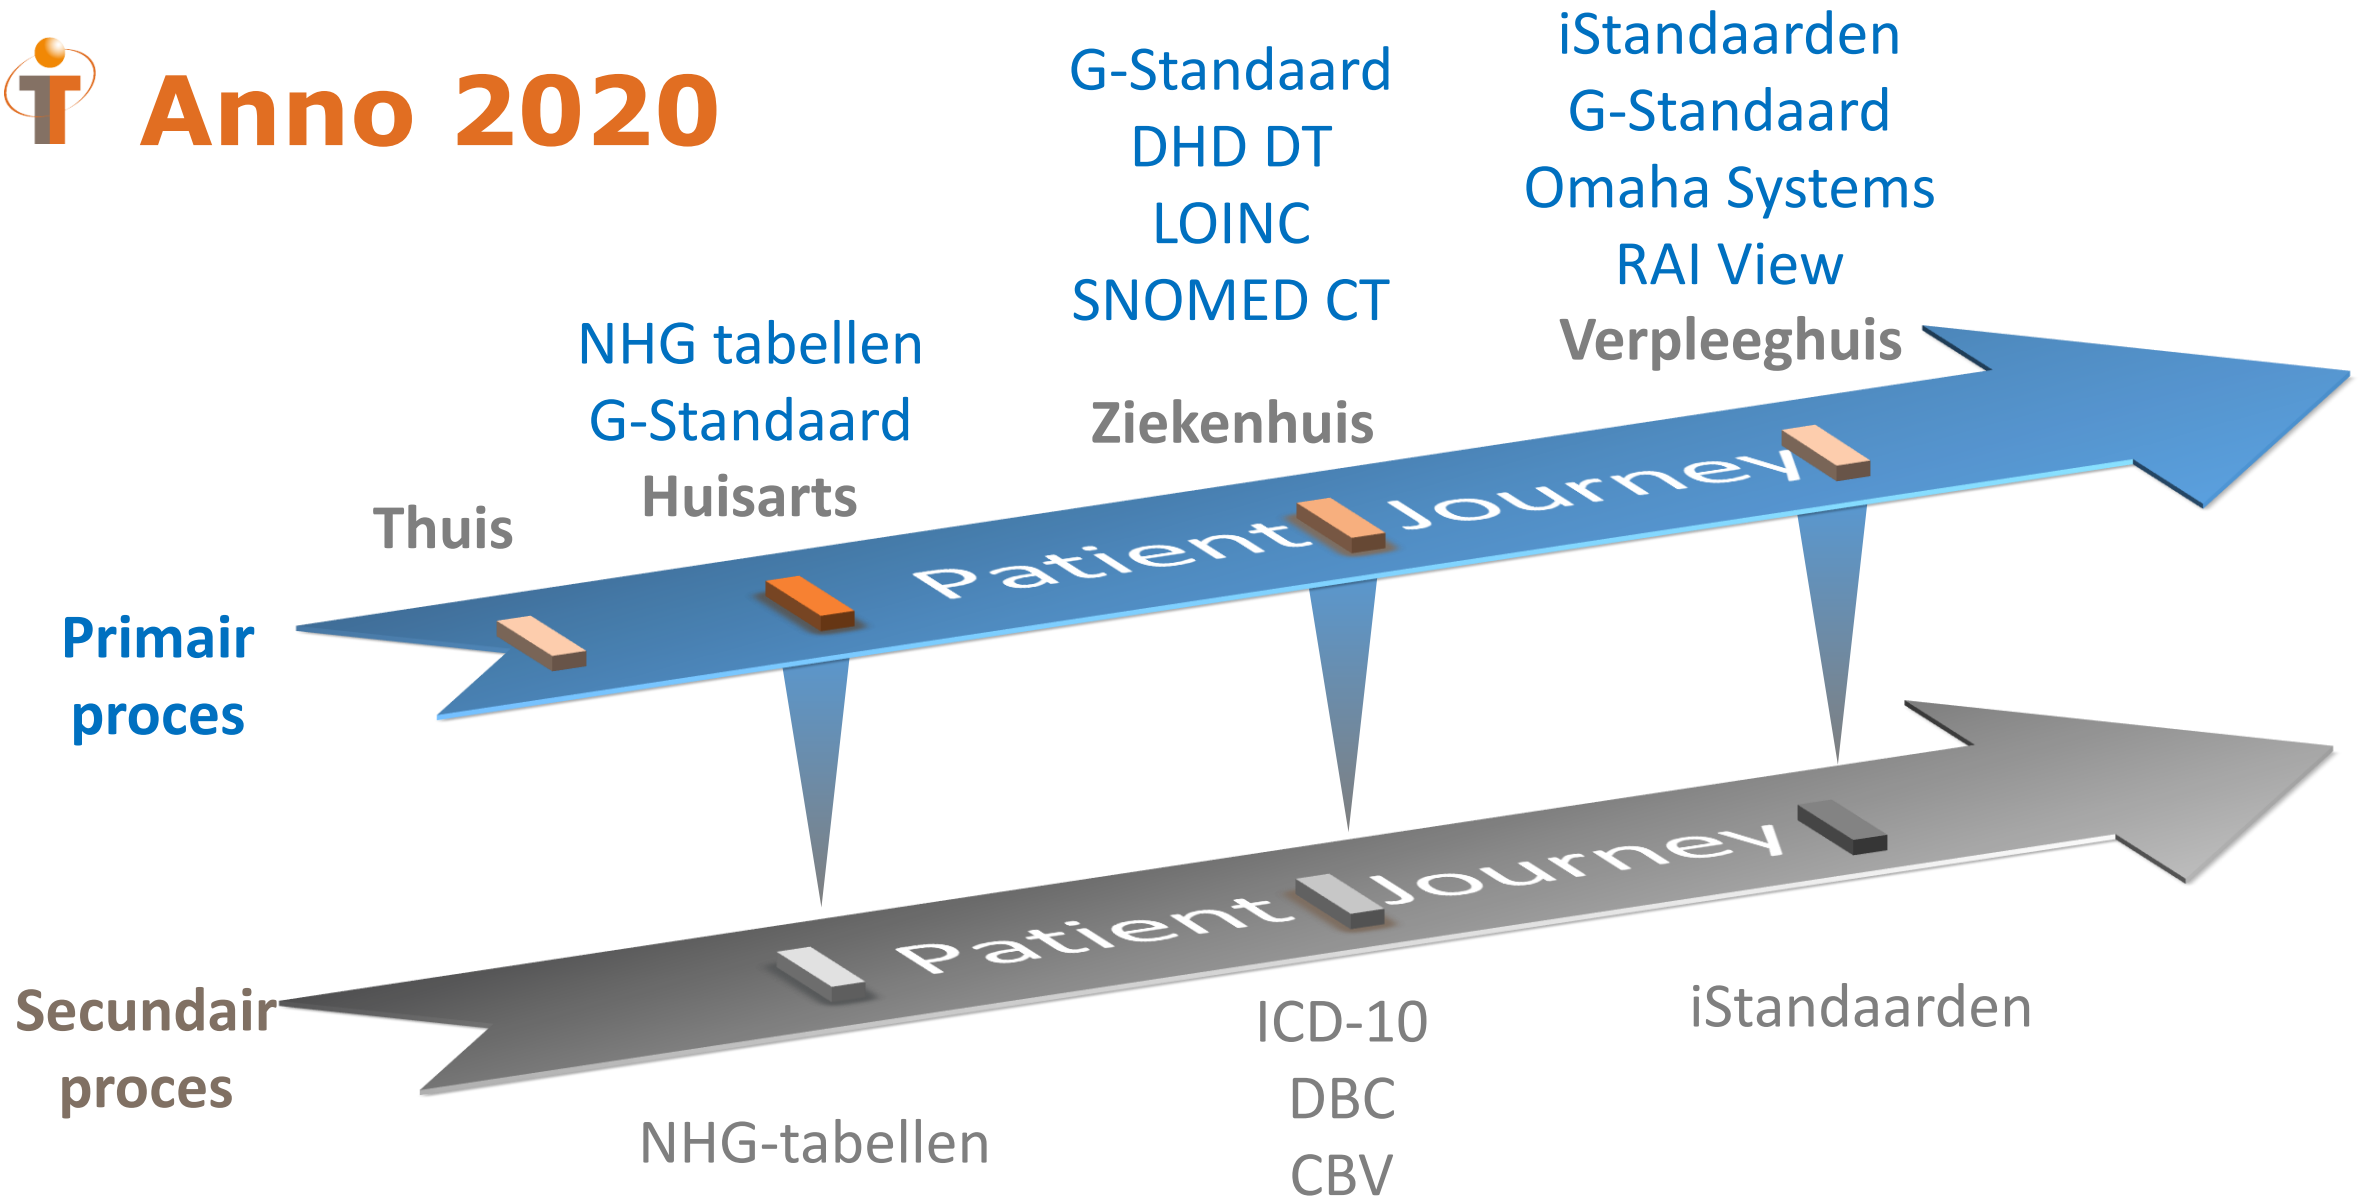 Anno 2020
G-Standaard
DHD DT
LOINC
SNOMED CT
iStandaarden
G-Standaard
Omaha Systems
RAI View
Verpleeghuis
NHG tabellen
G-Standaard
Huisarts
Ziekenhuis
Thuis
Primair
proces
Patient Journey
Secundair
proces
Patient Journey
NHG-tabellen
ICD-10
DBC
CBV
iStandaarden